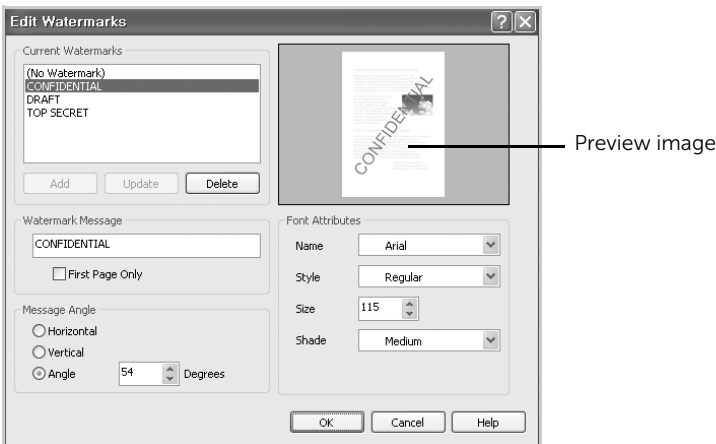 Edit Watermarks
Current Watermarks
(No Watermark)
CONFIDENTIAL
DRAFT
TOP SECRET
Add
Update
Delete
CONFIDENTIAL
Preview image
Watermark Message
CONFIDENTIAL
First Page Only
Message Angle
Horizontal
Vertical
Angle 54 Degrees
Font Attributes
Name Arial
Style Regular
Size 115
Shade Medium
OK
Cancel
Help